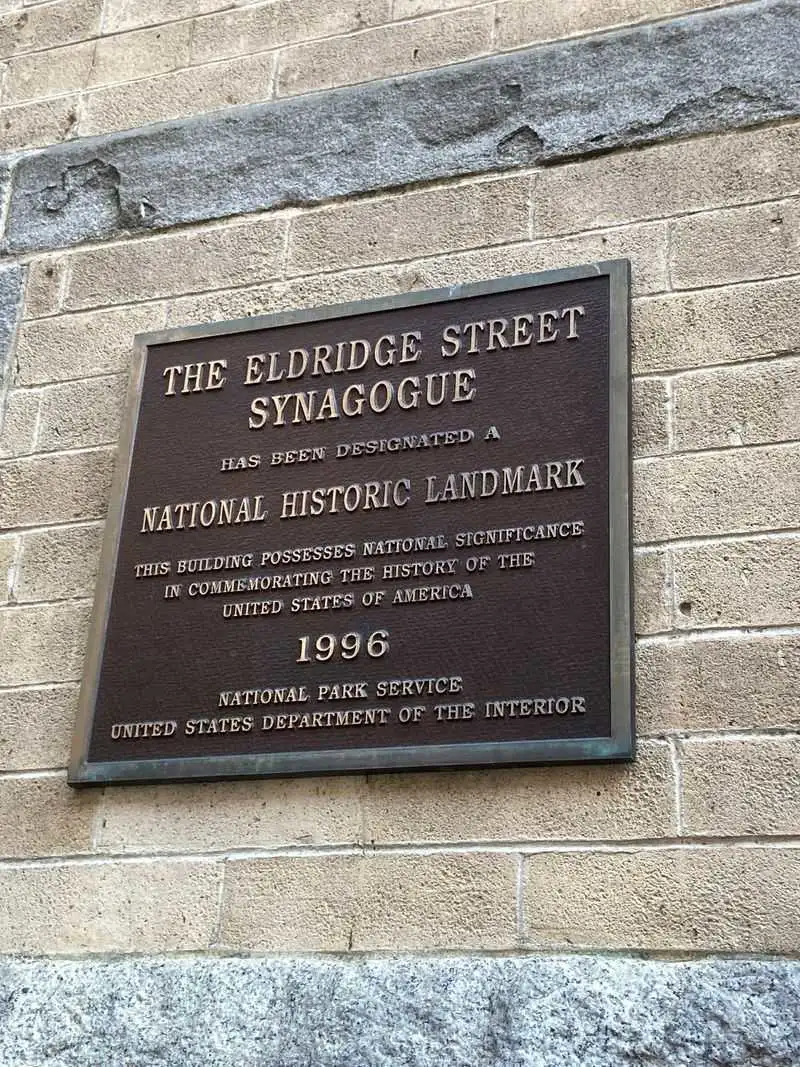 THE ELDRIDGE STREET
SYNAGOGUE
HAS BEEN DESIGNATED A
NATIONAL HISTORIC LANDMARK
THIS BUILDING POSSESSES NATIONAL SIGNIFICANCE
IN COMMEMORATING THE HISTORY OF THE
UNITED STATES OF AMERICA
1996
NATIONAL PARK SERVICE
UNITED STATES DEPARTMENT OF THE INTERIOR